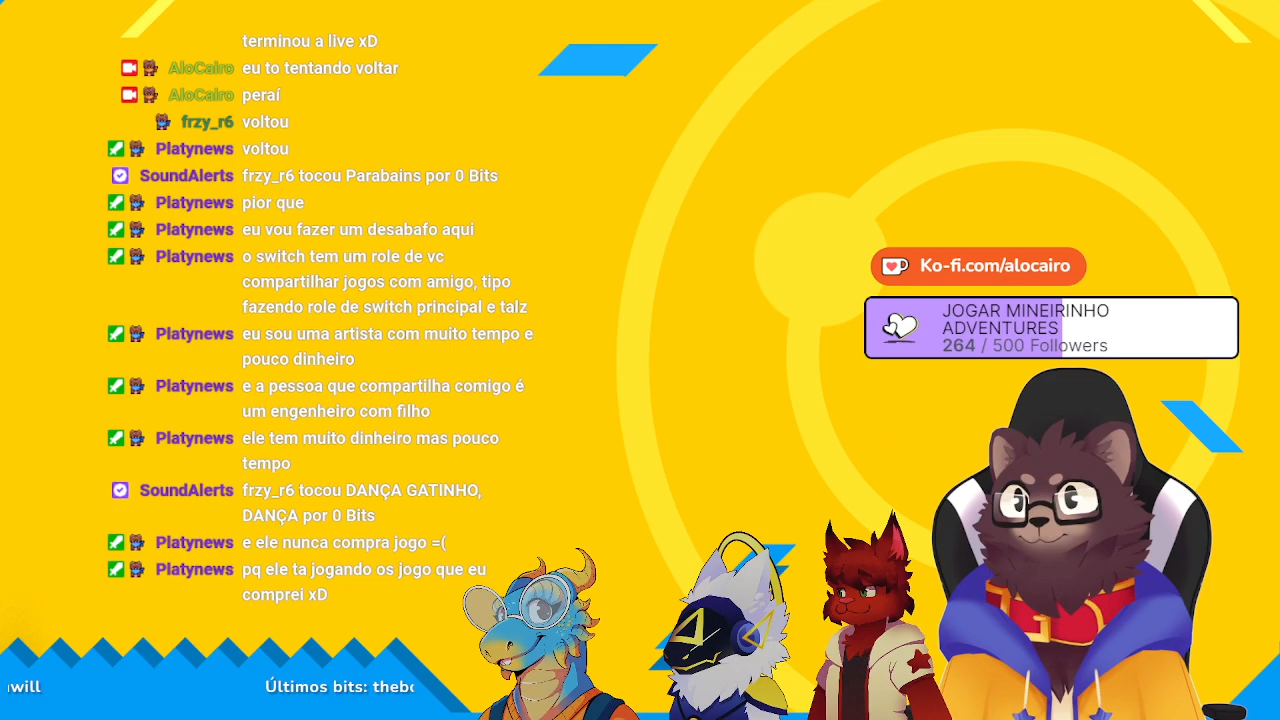 terminou a live xD
AloCairo eu to tentando voltar
AloCairo peraí
frzy_r6 voltou
Platynews voltou
SoundAlerts frzy_r6 tocou Parabains por 0 Bits
Platynews pior que
Platynews eu vou fazer um desabafo aqui
Platynews o switch tem um role de vc
compartilhar jogos com amigo, tipo
fazendo role de switch principal e talz
Platynews eu sou uma artista com muito tempo e
pouco dinheiro
Platynews e a pessoa que compartilha comigo é
um engenheiro com filho
Platynews ele tem muito dinheiro mas pouco
tempo
SoundAlerts frzy_r6 tocou DANÇA GATINHO,
DANÇA por 0 Bits
Platynews e ele nunca compra jogo =(
Platynews pq ele ta jogando os jogo que eu
comprei xD
Ko-fi.com/alocairo
JOGAR MINEIRINHO
ADVENTURES
264 / 500 Followers
Últimos bits: